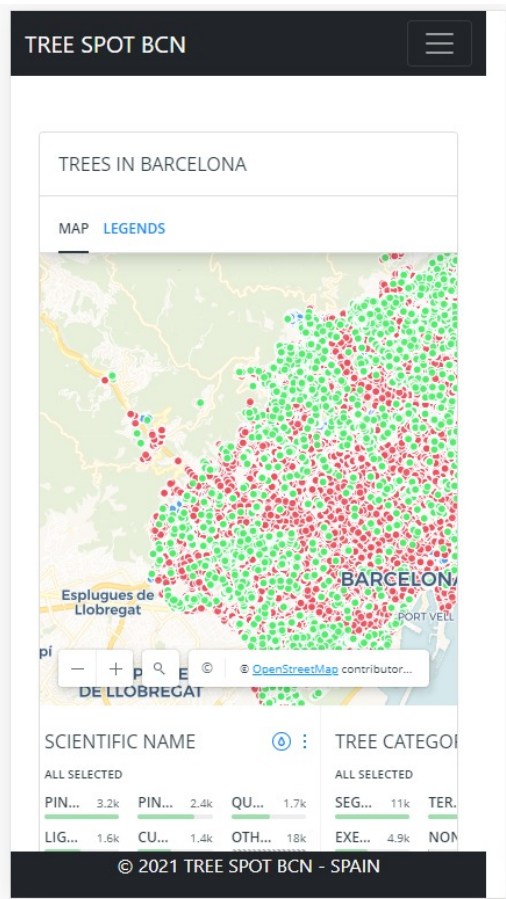 TREE SPOT BCN
TREES IN BARCELONA
MAP LEGENDS
BARCELONA
Esplugues de
Llobregat
PORT VELL
pí
− + © © OpenStreetMap contributor...
DE LLOBREGAT
SCIENTIFIC NAME
ALL SELECTED
PIN... 3.2k PIN... 2.4k QU... 1.7k
LIG... 1.6k CU... 1.4k OTH... 18k
TREE CATEGOR
ALL SELECTED
SEG... 11k TER.
EXE... 4.9k NON
© 2021 TREE SPOT BCN - SPAIN